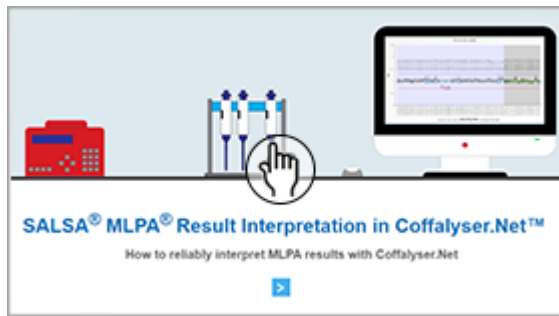 SALSA® MLPA® Result Interpretation in Coffalyser.Net™
How to reliably interpret MLPA results with Coffalyser.Net
>